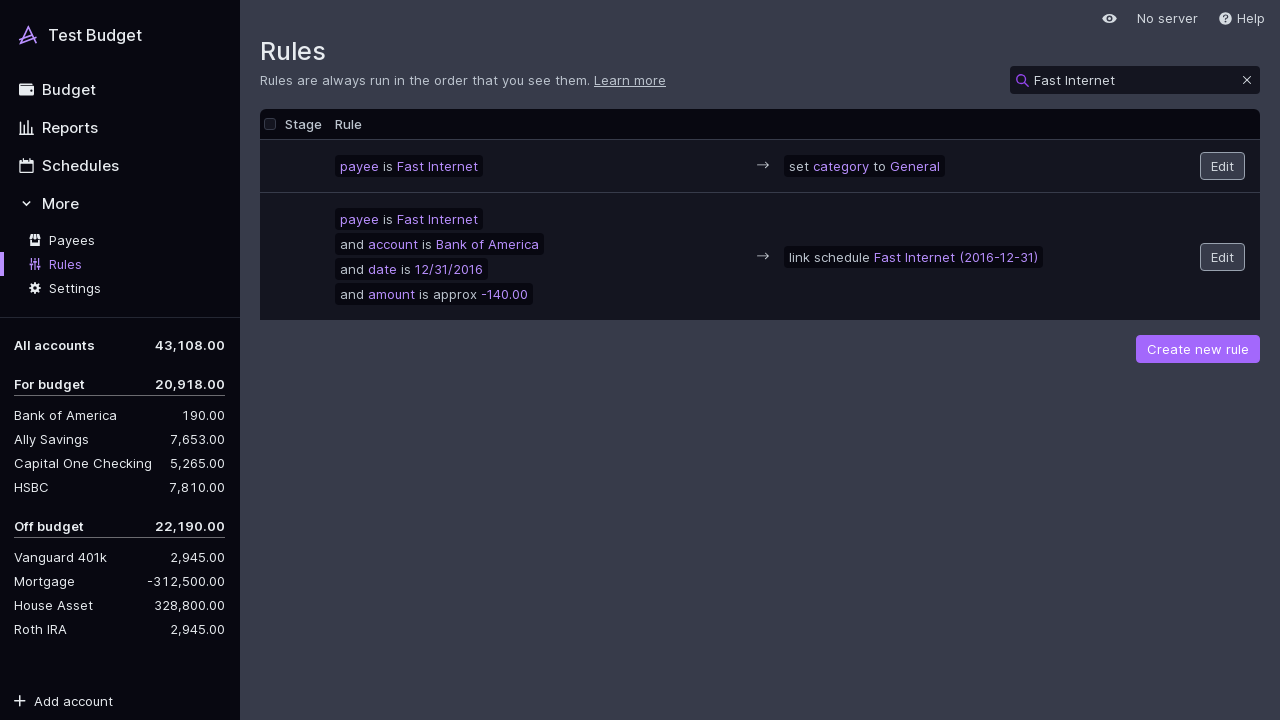 Test Budget
Budget
Reports
Schedules
More
Payees
Rules
Settings
All accounts 43,108.00
For budget 20,918.00
Bank of America 190.00
Ally Savings 7,653.00
Capital One Checking 5,265.00
HSBC 7,810.00
Off budget 22,190.00
Vanguard 401k 2,945.00
Mortgage -312,500.00
House Asset 328,800.00
Roth IRA 2,945.00
Add account
No server Help
Rules
Rules are always run in the order that you see them. Learn more
Fast Internet
Stage Rule
payee is Fast Internet → set category to General Edit
payee is Fast Internet
and account is Bank of America
and date is 12/31/2016
and amount is approx -140.00
→ link schedule Fast Internet (2016-12-31) Edit
Create new rule